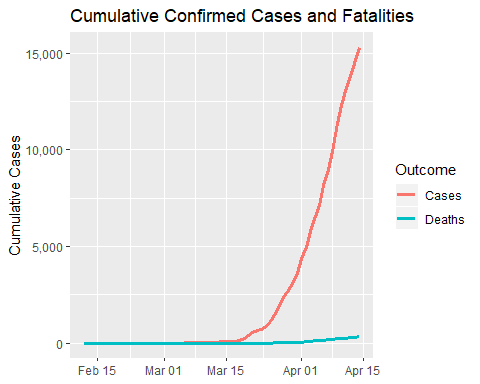 Cumulative Confirmed Cases and Fatalities
Cumulative Cases
15,000
10,000
5,000
0
Feb 15 Mar 01 Mar 15 Apr 01 Apr 15
Outcome
Cases
Deaths